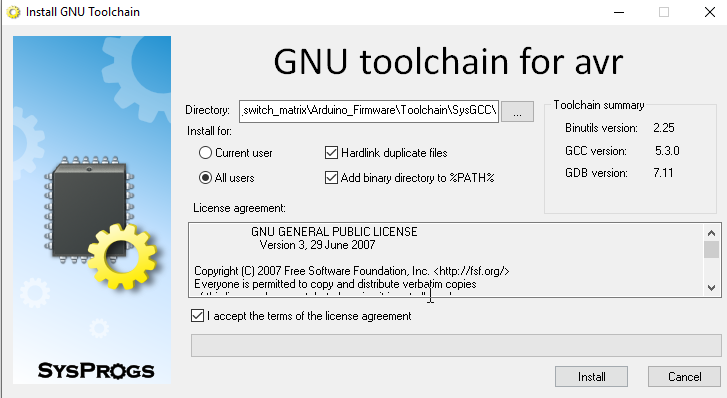 Install GNU Toolchain
GNU toolchain for avr
Directory: switch_matrix\Arduino_Firmware\Toolchain\SysGCC\ ...
Install for:
Current user
Hardlink duplicate files
All users
Add binary directory to %PATH%
Toolchain summary
Binutils version: 2.25
GCC version: 5.3.0
GDB version: 7.11
License agreement:
GNU GENERAL PUBLIC LICENSE
Version 3, 29 June 2007
Copyright (C) 2007 Free Software Foundation, Inc. <http://fsf.org/>
Everyone is permitted to copy and distribute verbatim copies
I accept the terms of the license agreement
SYSPROGS
Install Cancel